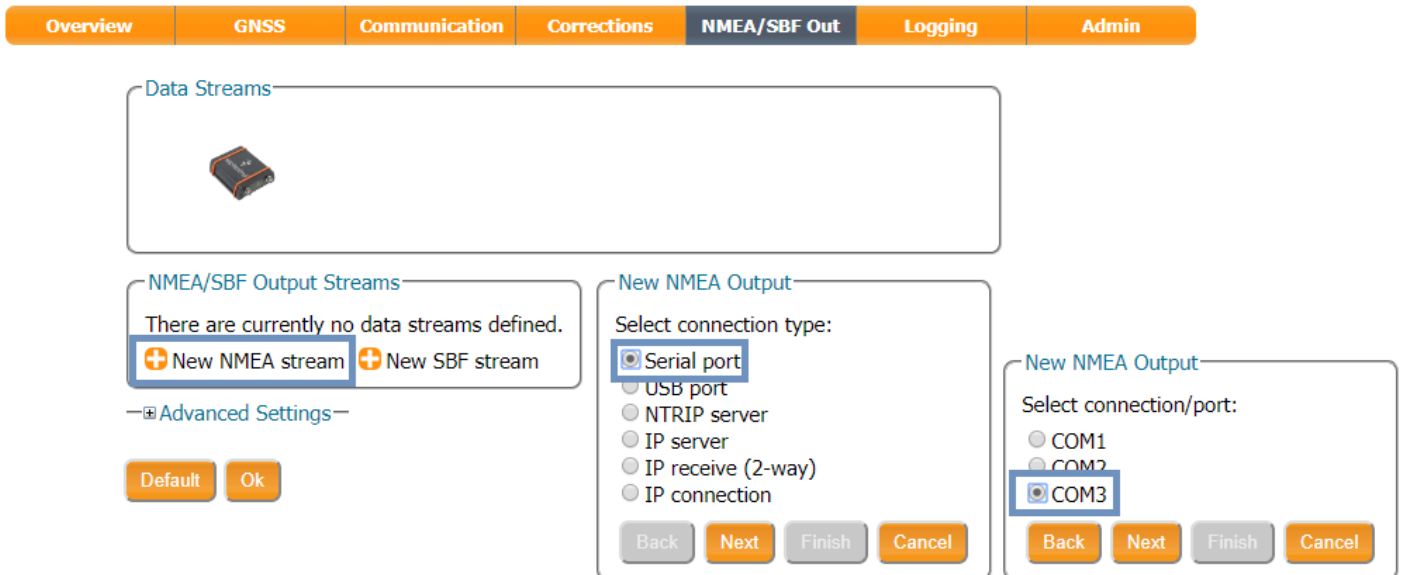 Overview GNSS Communication Corrections NMEA/SBF Out Logging Admin
Data Streams
NMEA/SBF Output Streams
There are currently no data streams defined.
New NMEA stream New SBF stream
Advanced Settings
Default Ok
New NMEA Output
Select connection type:
Serial port
USB port
NTRIP server
IP server
IP receive (2-way)
IP connection
Back Next Finish Cancel
New NMEA Output
Select connection/port:
COM1
COM2
COM3
Back Next Finish Cancel